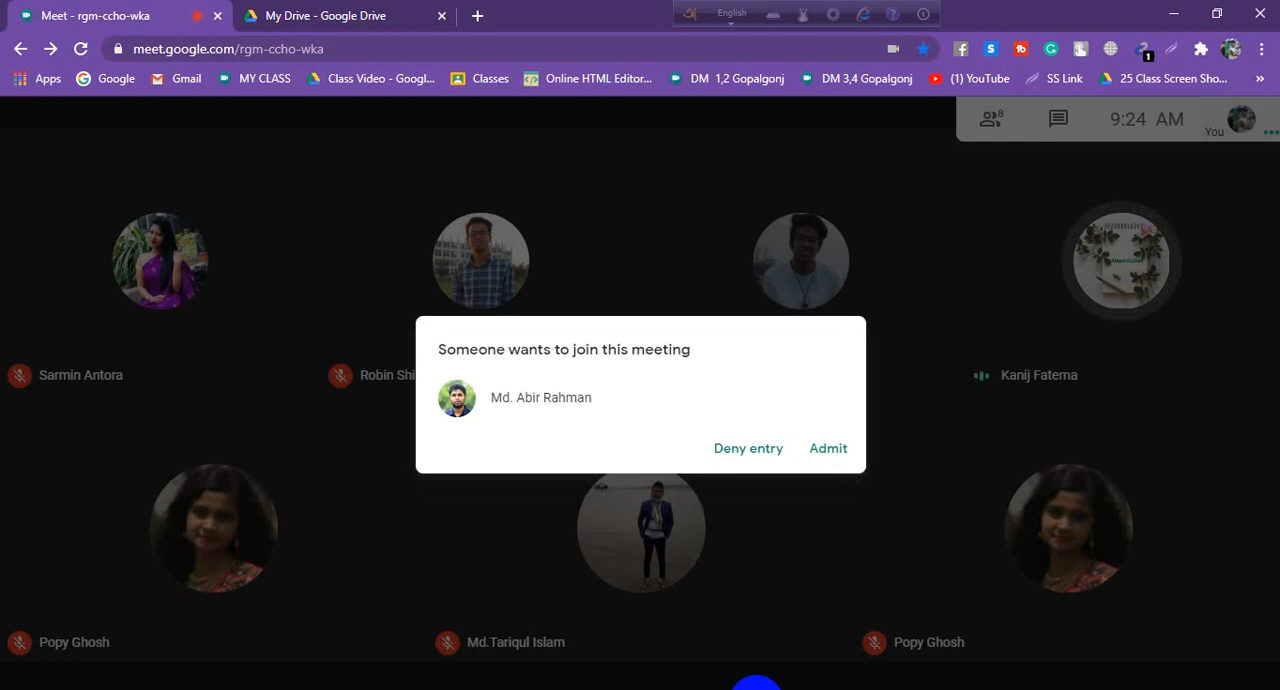 Meet - rgm-ccho-wka
My Drive - Google Drive
English
meet.google.com/rgm-ccho-wka
1
Apps Google Gmail MY CLASS Class Video - Googl... Classes Online HTML Editor... DM 1,2 Gopalgonj DM 3,4 Gopalgonj (1) YouTube SS Link 25 Class Screen Sho... »
8 9:24 AM You
Someone wants to join this meeting
Md. Abir Rahman
Deny entry Admit
Sarmin Antora Robin Shi Kanij Fatema
Popy Ghosh Md.Tariqul Islam Popy Ghosh